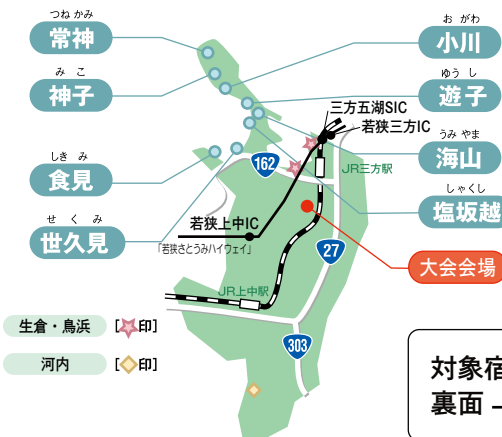 つねかみ
常神
みこ
神子
しきみ
食見
せくみ
世久見
おがわ
小川
ゆうし
遊子
うみやま
海山
しゃくし
塩坂越
三方五湖SIC
若狭三方IC
162
JR三方駅
若狭上中IC
「若狭さとうみハイウェイ」
27
大会会場
JR上中駅
303
生倉・鳥浜 [印]
河内 [印]
対象宿
裏面